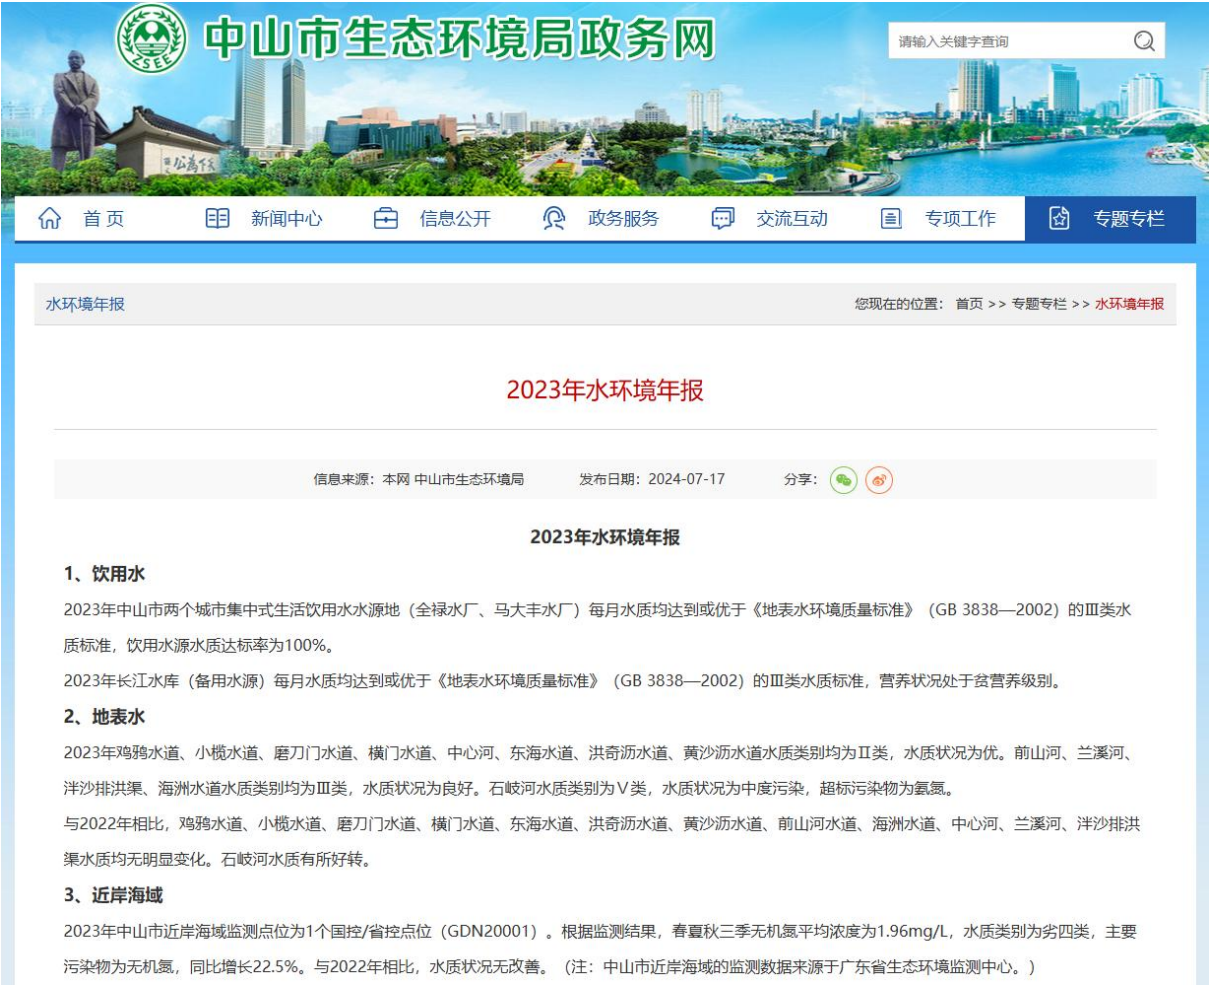 中山市生态环境局政务网
ZSEE
请输入关键字查询
天下为公
首 页
新闻中心
信息公开
政务服务
交流互动
专项工作
专题专栏
水环境年报
您现在的位置： 首页 >> 专题专栏 >> 水环境年报
2023年水环境年报
信息来源：本网 中山市生态环境局 发布日期：2024-07-17 分享：
2023年水环境年报
1、饮用水
2023年中山市两个城市集中式生活饮用水水源地（全禄水厂、马大丰水厂）每月水质均达到或优于《地表水环境质量标准》（GB 3838—2002）的Ⅲ类水
质标准，饮用水源水质达标率为100%。
2023年长江水库（备用水源）每月水质均达到或优于《地表水环境质量标准》（GB 3838—2002）的Ⅲ类水质标准，营养状况处于贫营养级别。
2、地表水
2023年鸡鸦水道、小榄水道、磨刀门水道、横门水道、中心河、东海水道、洪奇沥水道、黄沙沥水道水质类别均为Ⅱ类，水质状况为优。前山河、兰溪河、
泮沙排洪渠、海洲水道水质类别均为Ⅲ类，水质状况为良好。石岐河水质类别为Ⅴ类，水质状况为中度污染，超标污染物为氨氮。
与2022年相比，鸡鸦水道、小榄水道、磨刀门水道、横门水道、东海水道、洪奇沥水道、黄沙沥水道、前山河水道、海洲水道、中心河、兰溪河、泮沙排洪
渠水质均无明显变化。石岐河水质有所好转。
3、近岸海域
2023年中山市近岸海域监测点位为1个国控/省控点位（GDN20001）。根据监测结果，春夏秋三季无机氮平均浓度为1.96mg/L，水质类别为劣四类，主要
污染物为无机氮，同比增长22.5%。与2022年相比，水质状况无改善。（注：中山市近岸海域的监测数据来源于广东省生态环境监测中心。）